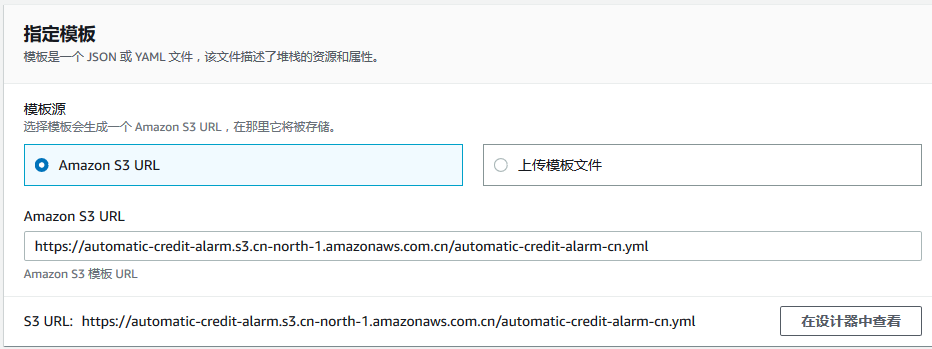 指定模板
模板是一个 JSON 或 YAML 文件，该文件描述了堆栈的资源和属性。
模板源
选择模板会生成一个 Amazon S3 URL，在那里它将被存储。
Amazon S3 URL
上传模板文件
Amazon S3 URL
https://automatic-credit-alarm.s3.cn-north-1.amazonaws.com.cn/automatic-credit-alarm-cn.yml
Amazon S3 模板 URL
S3 URL: https://automatic-credit-alarm.s3.cn-north-1.amazonaws.com.cn/automatic-credit-alarm-cn.yml
在设计器中查看